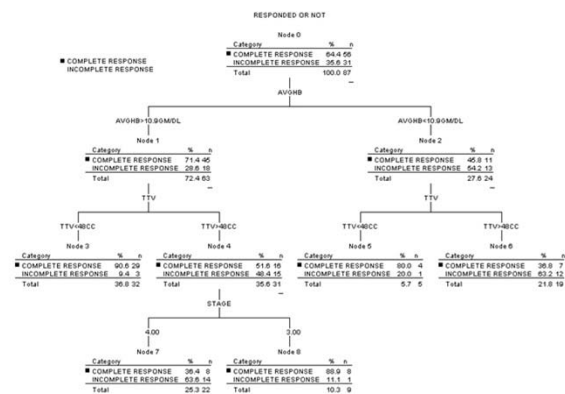 RESPONDED OR NOT
Node 0
Category % n
COMPLETE RESPONSE 64.4 56
INCOMPLETE RESPONSE 35.6 31
Total 100.0 87
COMPLETE RESPONSE
INCOMPLETE RESPONSE
AVGHB
AVGHB>10.9GM/DL
Node 1
Category % n
COMPLETE RESPONSE 71.4 45
INCOMPLETE RESPONSE 28.6 18
Total 72.4 63
AVGHB<10.9GM/DL
Node 2
Category % n
COMPLETE RESPONSE 45.8 11
INCOMPLETE RESPONSE 54.2 13
Total 27.6 24
TTV
TTV
TTV<48CC
Node 3
Category % n
COMPLETE RESPONSE 90.6 29
INCOMPLETE RESPONSE 9.4 3
Total 36.8 32
TTV>48CC
Node 4
Category % n
COMPLETE RESPONSE 51.6 16
INCOMPLETE RESPONSE 48.4 15
Total 35.6 31
TTV<48CC
Node 5
Category % n
COMPLETE RESPONSE 80.0 4
INCOMPLETE RESPONSE 20.0 1
Total 5.7 5
TTV>48CC
Node 6
Category % n
COMPLETE RESPONSE 36.8 7
INCOMPLETE RESPONSE 63.2 12
Total 21.8 19
STAGE
4.00
Node 7
Category % n
COMPLETE RESPONSE 36.4 8
INCOMPLETE RESPONSE 63.6 14
Total 25.3 22
3.00
Node 8
Category % n
COMPLETE RESPONSE 88.9 8
INCOMPLETE RESPONSE 11.1 1
Total 10.3 9